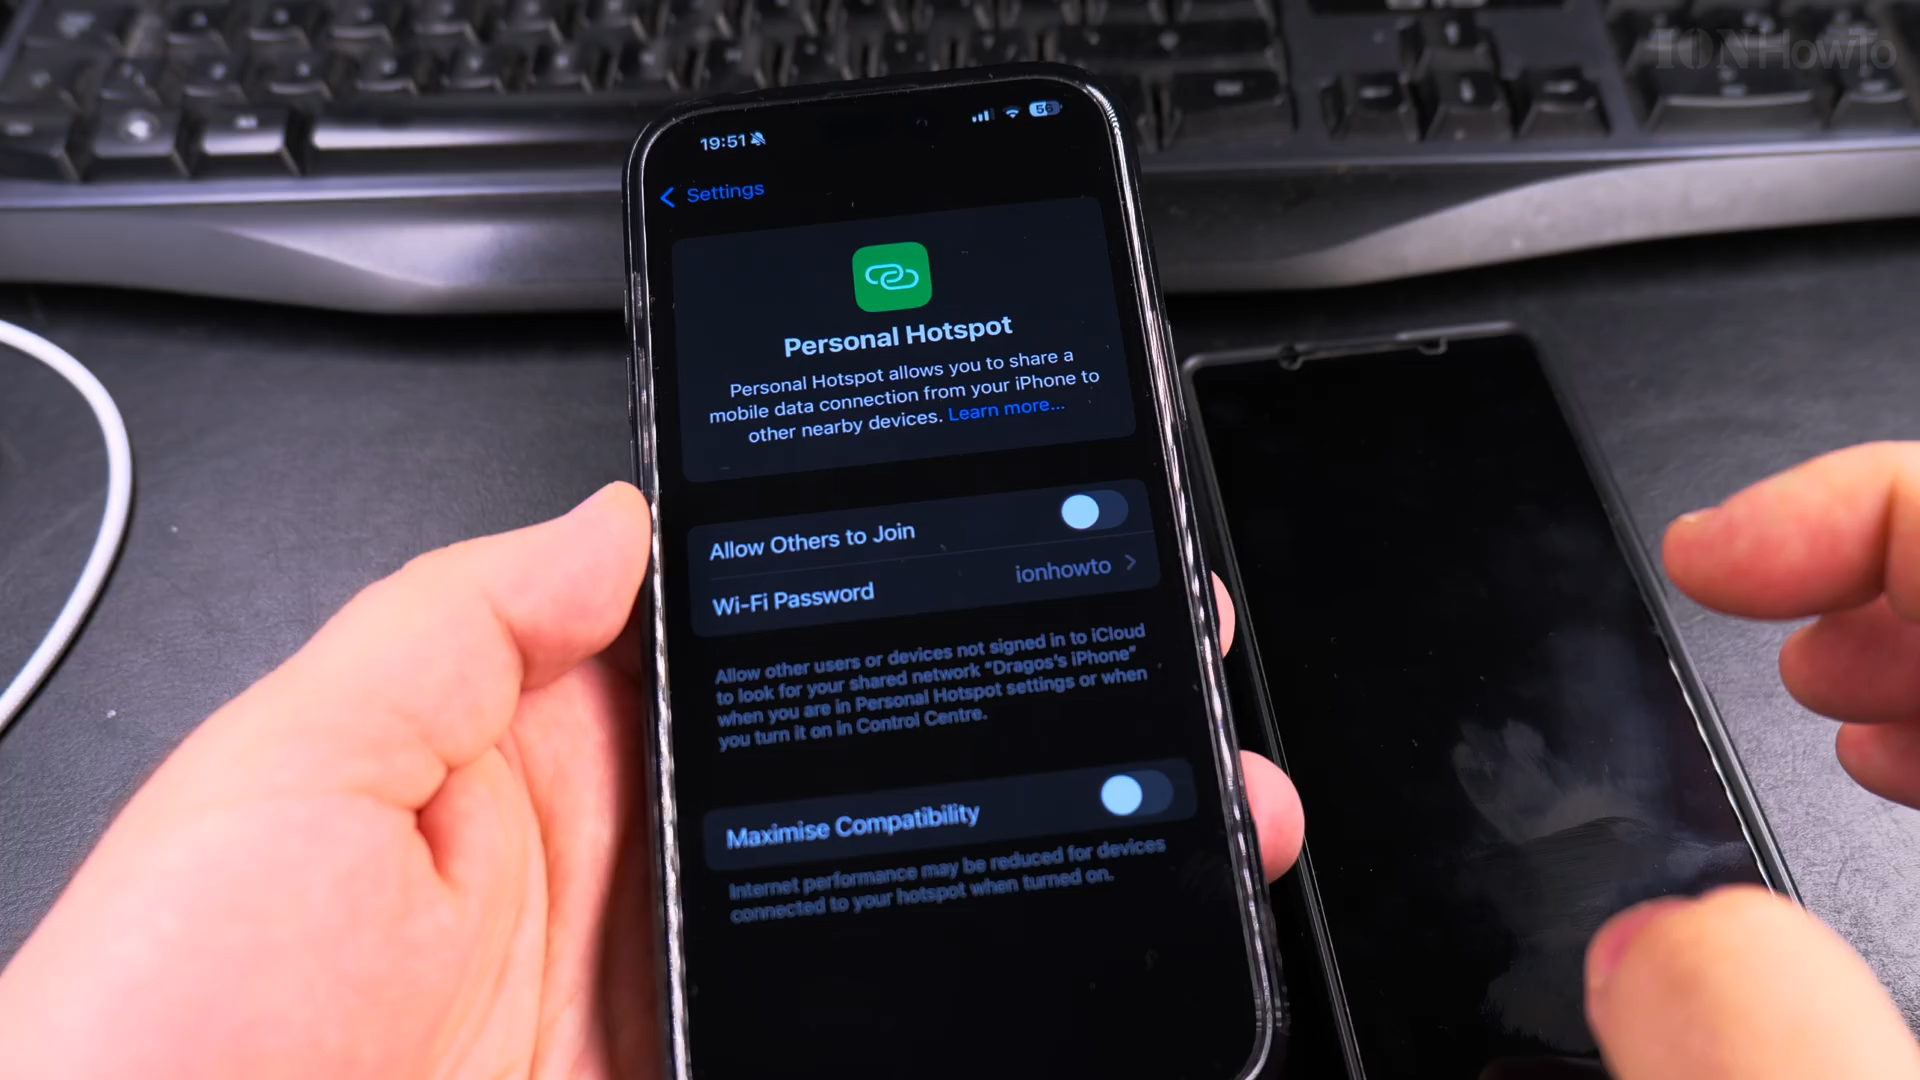 IONHowTo
19:51
56
Settings
Personal Hotspot
Personal Hotspot allows you to share a
mobile data connection from your iPhone to
other nearby devices. Learn more...
Allow Others to Join
Wi-Fi Password ionhowto
Allow other users or devices not signed in to iCloud
to look for your shared network “Dragos's iPhone”
when you are in Personal Hotspot settings or when
you turn it on in Control Centre.
Maximise Compatibility
Internet performance may be reduced for devices
connected to your hotspot when turned on.